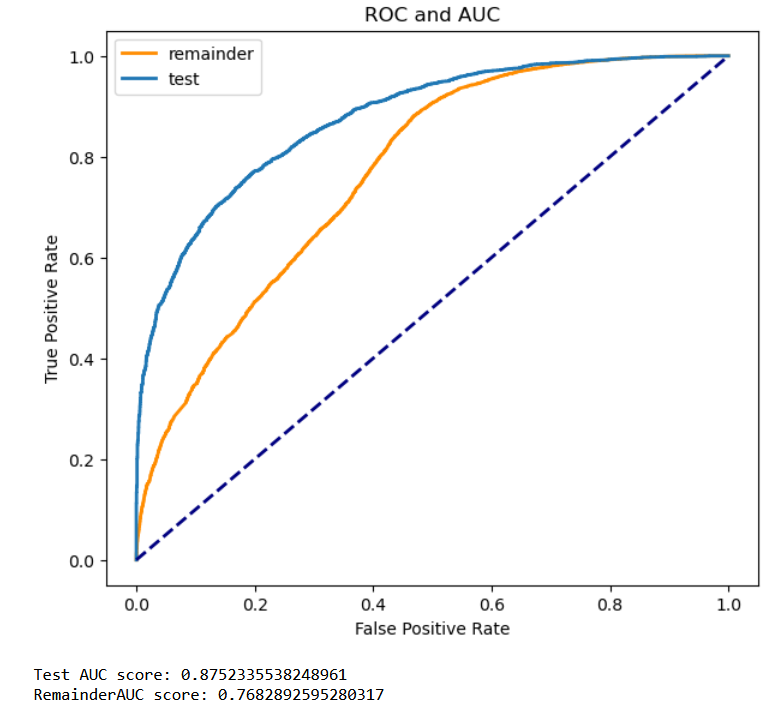 ROC and AUC
remainder
test
1.0
0.8
0.6
0.4
0.2
0.0
True Positive Rate
0.0 0.2 0.4 0.6 0.8 1.0
False Positive Rate
Test AUC score: 0.8752335538248961
RemainderAUC score: 0.7682892595280317